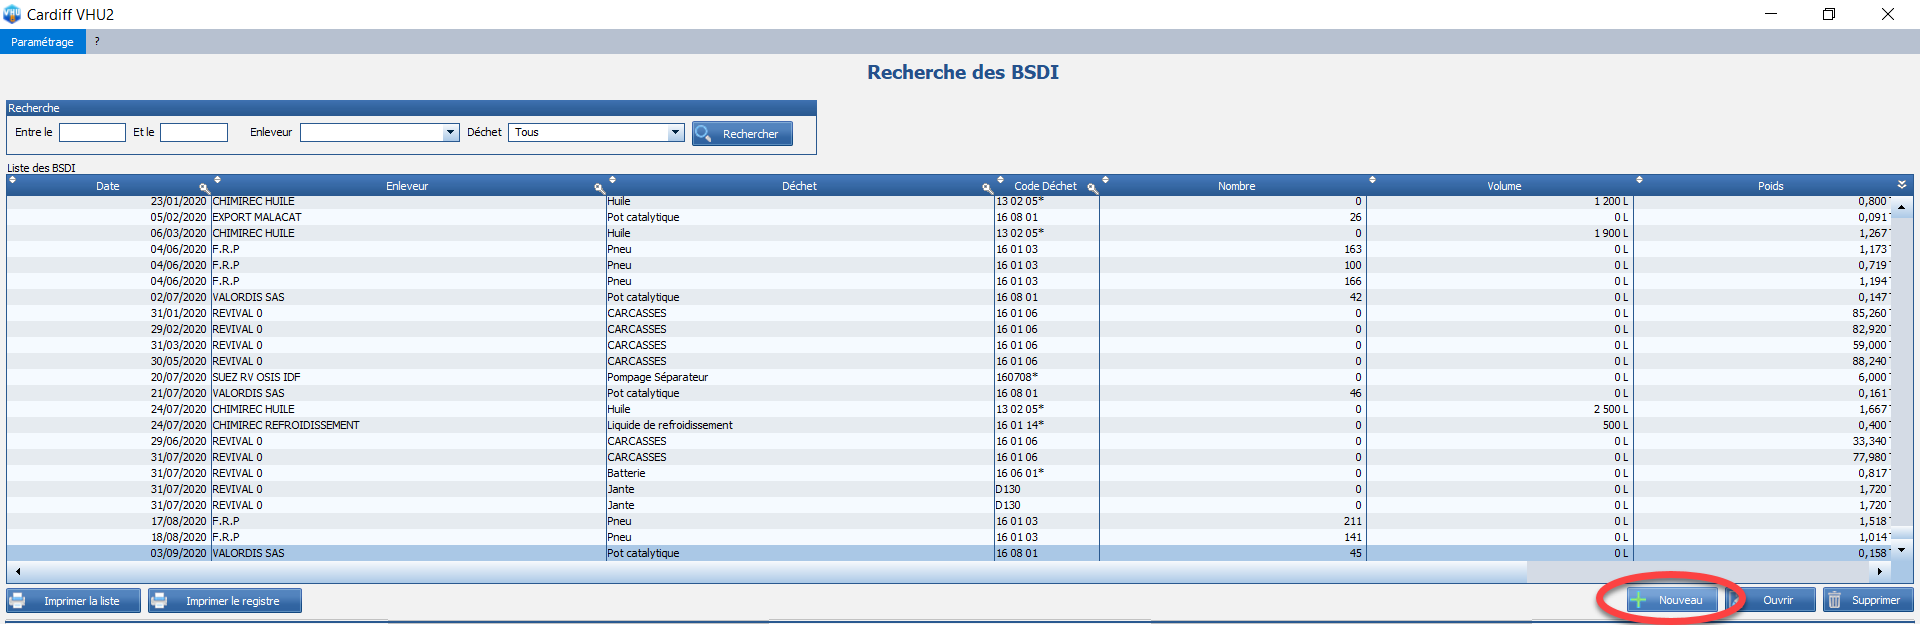 Cardiff VHU2
Paramétrage ?
Recherche des BSDI
Recherche
Entre le Et le Enleveur Déchet Tous Rechercher
Liste des BSDI
Date Enleveur Déchet Code Déchet Nombre Volume Poids
23/01/2020 CHIMIREC HUILE Huile 13 02 05* 0 1 200 L 0,800
05/02/2020 EXPORT MALACAT Pot catalytique 16 08 01 26 0 L 0,091
06/03/2020 CHIMIREC HUILE Huile 13 02 05* 0 1 900 L 1,267
04/06/2020 F.R.P Pneu 16 01 03 163 0 L 1,173
04/06/2020 F.R.P Pneu 16 01 03 100 0 L 0,719
04/06/2020 F.R.P Pneu 16 01 03 166 0 L 1,194
02/07/2020 VALORDIS SAS Pot catalytique 16 08 01 42 0 L 0,147
31/01/2020 REVIVAL 0 CARCASSES 16 01 06 0 0 L 85,260
29/02/2020 REVIVAL 0 CARCASSES 16 01 06 0 0 L 82,920
31/03/2020 REVIVAL 0 CARCASSES 16 01 06 0 0 L 59,000
30/05/2020 REVIVAL 0 CARCASSES 16 01 06 0 0 L 88,240
20/07/2020 SUEZ RV OSIS IDF Pompage Séparateur 160708* 0 0 L 6,000
21/07/2020 VALORDIS SAS Pot catalytique 16 08 01 46 0 L 0,161
24/07/2020 CHIMIREC HUILE Huile 13 02 05* 0 2 500 L 1,667
24/07/2020 CHIMIREC REFROIDISSEMENT Liquide de refroidissement 16 01 14* 0 500 L 0,400
29/06/2020 REVIVAL 0 CARCASSES 16 01 06 0 0 L 33,340
31/07/2020 REVIVAL 0 CARCASSES 16 01 06 0 0 L 77,980
31/07/2020 REVIVAL 0 Batterie 16 06 01* 0 0 L 0,817
31/07/2020 REVIVAL 0 Jante D130 0 0 L 1,720
31/07/2020 REVIVAL 0 Jante D130 0 0 L 1,720
17/08/2020 F.R.P Pneu 16 01 03 211 0 L 1,518
18/08/2020 F.R.P Pneu 16 01 03 141 0 L 1,014
03/09/2020 VALORDIS SAS Pot catalytique 16 08 01 45 0 L 0,158
Imprimer la liste Imprimer le registre Nouveau Ouvrir Supprimer